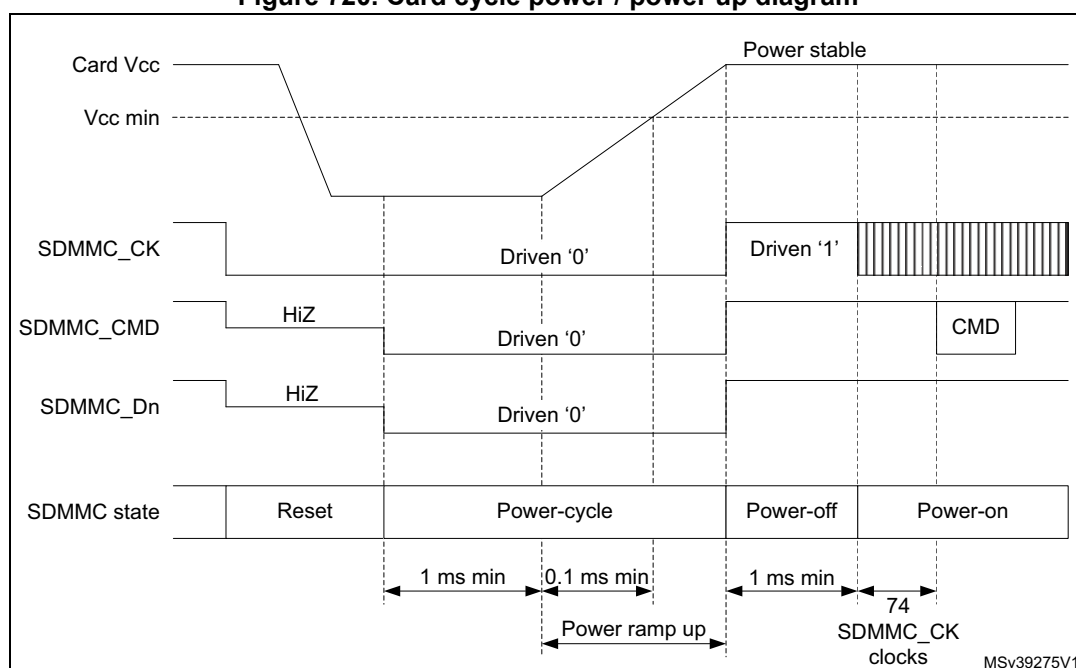 Figure 720. Card cycle power / power up diagram
Power stable
Card Vcc
Vcc min
SDMMC_CK
Driven ‘0’
Driven ‘1’
SDMMC_CMD
HiZ
Driven ‘0’
CMD
SDMMC_Dn
HiZ
Driven ‘0’
SDMMC state
Reset
Power-cycle
Power-off
Power-on
1 ms min
0.1 ms min
1 ms min
74
SDMMC_CK
clocks
Power ramp up
MSv39275V1